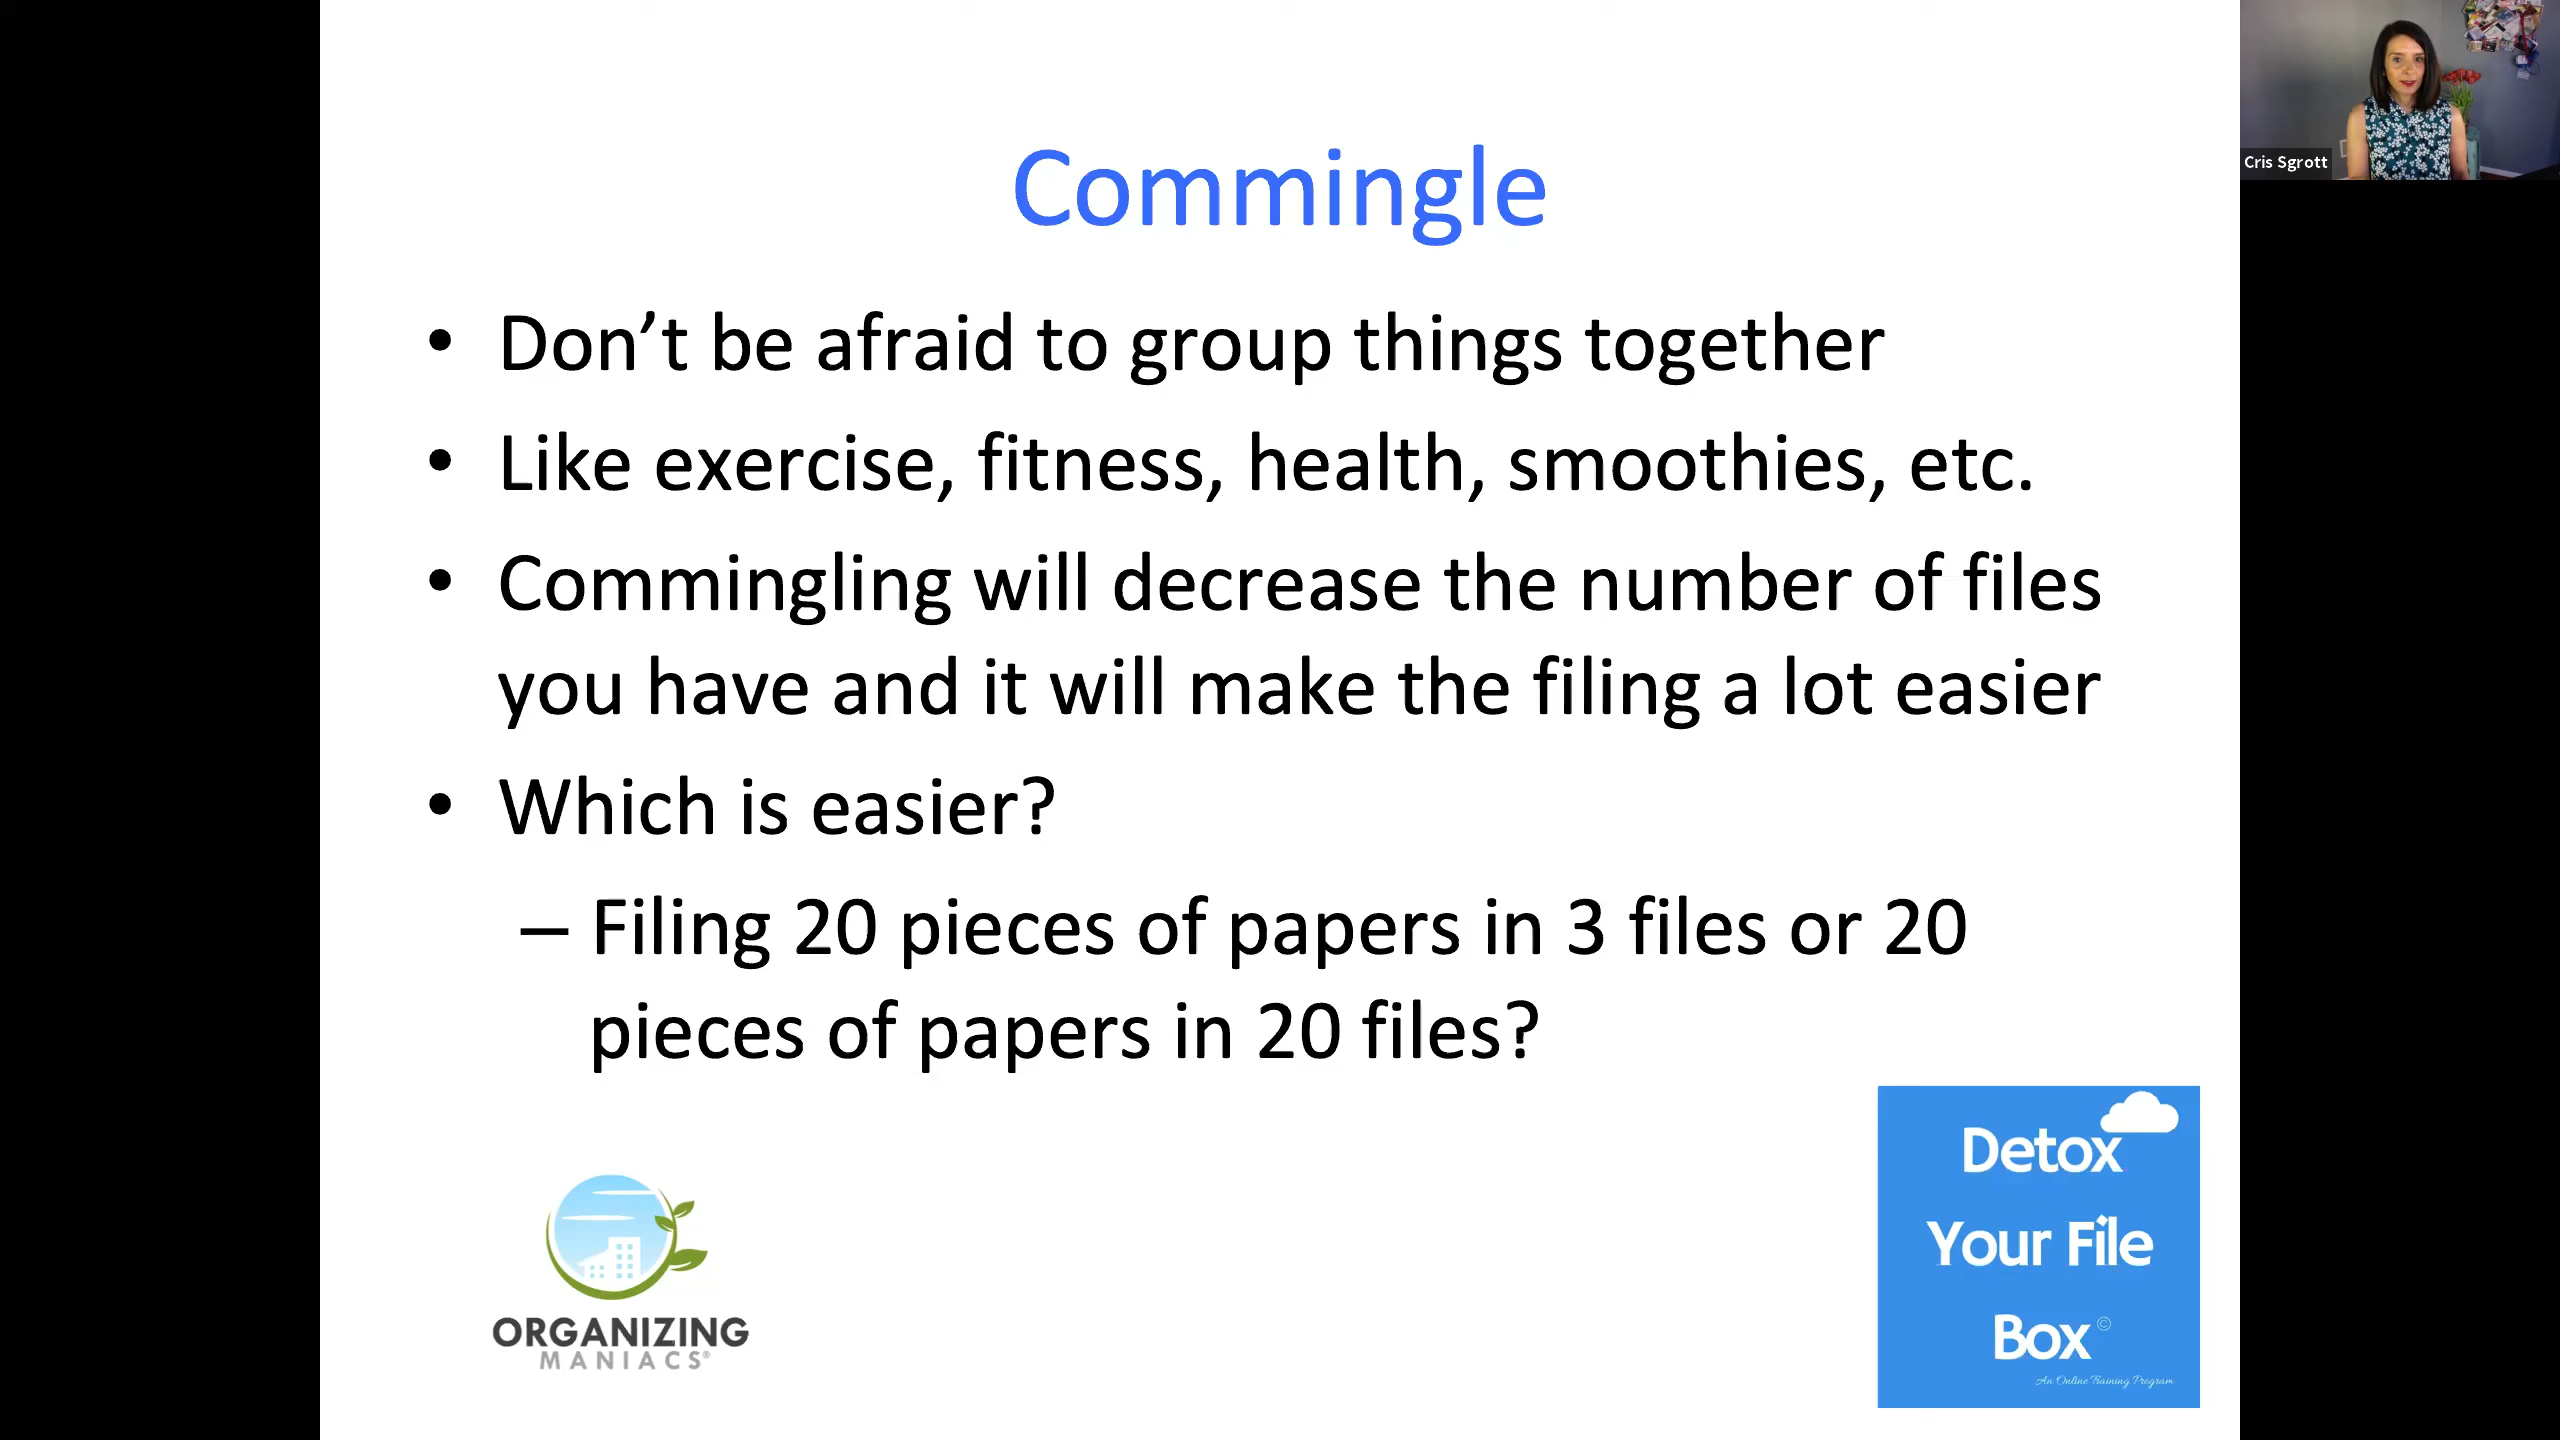 Commingle
• Don’t be afraid to group things together
• Like exercise, fitness, health, smoothies, etc.
• Commingling will decrease the number of files
you have and it will make the filing a lot easier
• Which is easier?
– Filing 20 pieces of papers in 3 files or 20
pieces of papers in 20 files?
ORGANIZING
MANIACS®
Detox
Your File
Box©
An Online Training Program
Cris Sgrott